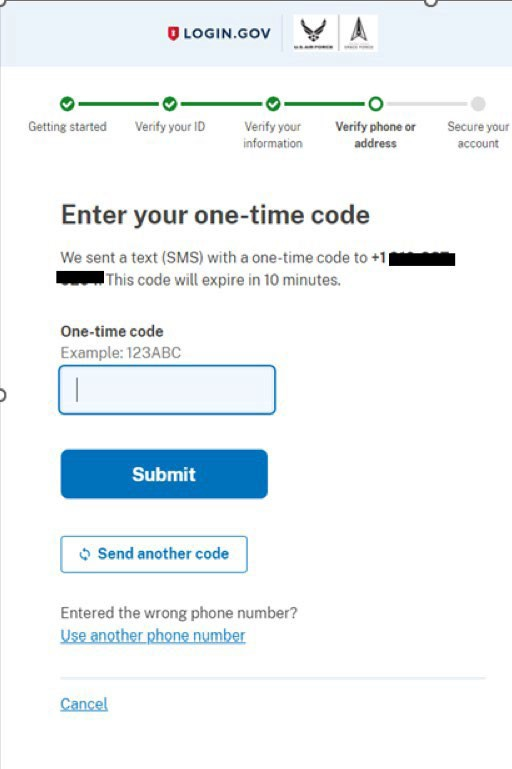 LOGIN.GOV
U.S. AIR FORCE
Getting started
Verify your ID
Verify your
information
Verify phone or
address
Secure your
account
Enter your one-time code
We sent a text (SMS) with a one-time code to +1
This code will expire in 10 minutes.
One-time code
Example: 123ABC
Submit
Send another code
Entered the wrong phone number?
Use another phone number
Cancel